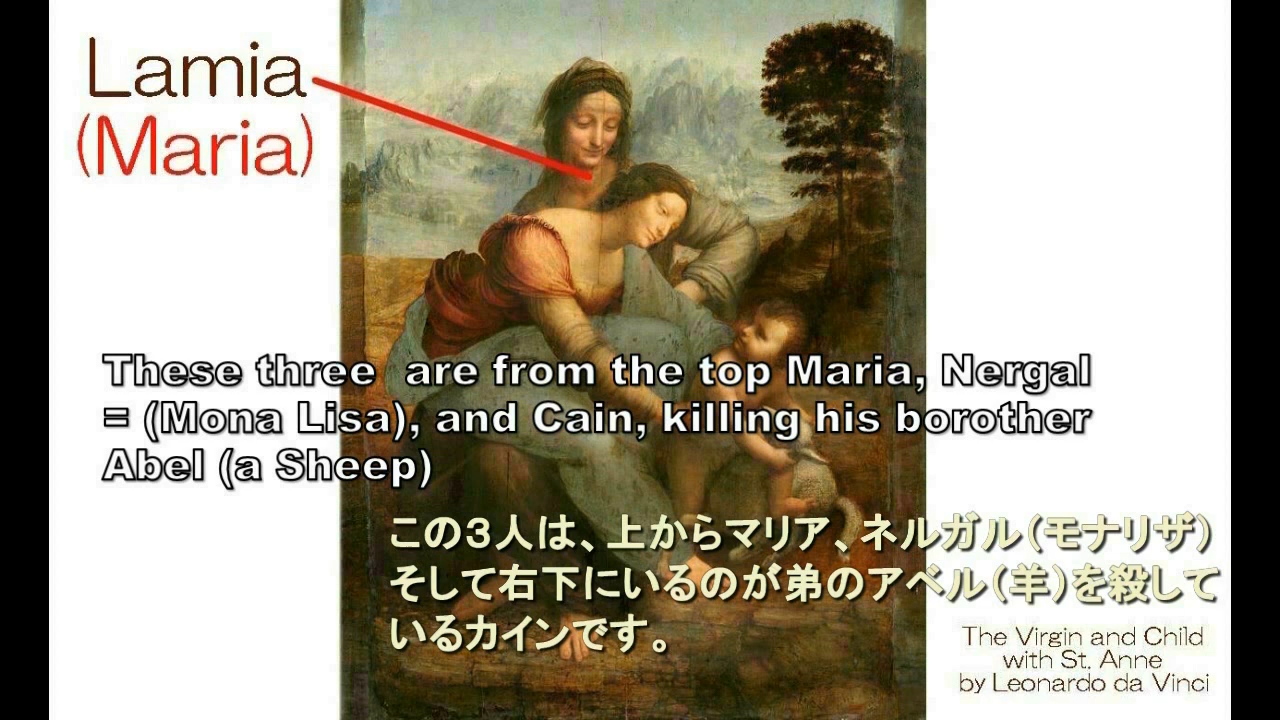 Lamia
(Maria)
These three are from the top Maria, Nergal
= (Mona Lisa), and Cain, killing his borother
Abel (a Sheep)
この３人は、上からマリア、ネルガル（モナリザ）
そして右下にいるのが弟のアベル（羊）を殺して
いるカインです。
The Virgin and Child
with St. Anne
by Leonardo da Vinci